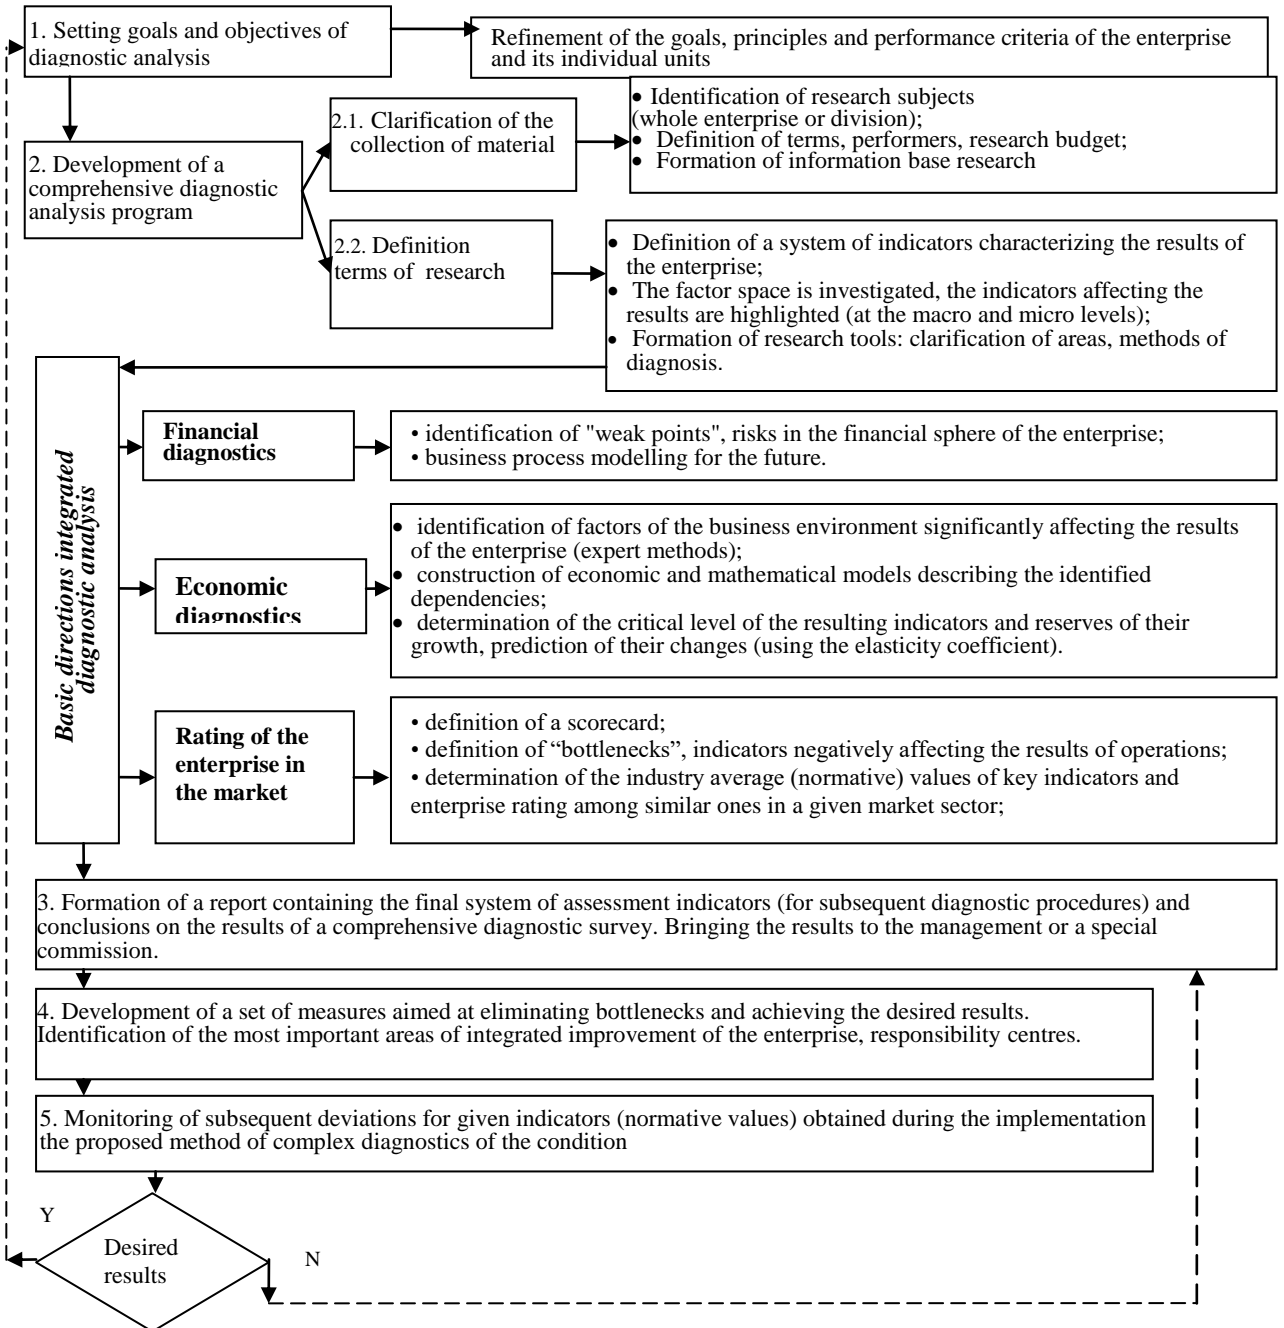 1. Setting goals and objectives of
diagnostic analysis
Refinement of the goals, principles and performance criteria of the enterprise
and its individual units
2. Development of a
comprehensive diagnostic
analysis program
2.1. Clarification of the
collection of material
• Identification of research subjects
(whole enterprise or division);
• Definition of terms, performers, research budget;
• Formation of information base research
2.2. Definition
terms of research
• Definition of a system of indicators characterizing the results of
the enterprise;
• The factor space is investigated, the indicators affecting the
results are highlighted (at the macro and micro levels);
• Formation of research tools: clarification of areas, methods of
diagnosis.
Basic directions integrated
diagnostic analysis
Financial
diagnostics
• identification of "weak points", risks in the financial sphere of the enterprise;
• business process modelling for the future.
Economic
diagnostics
• identification of factors of the business environment significantly affecting the results
of the enterprise (expert methods);
• construction of economic and mathematical models describing the identified
dependencies;
• determination of the critical level of the resulting indicators and reserves of their
growth, prediction of their changes (using the elasticity coefficient).
Rating of the
enterprise in
the market
• definition of a scorecard;
• definition of “bottlenecks”, indicators negatively affecting the results of operations;
• determination of the industry average (normative) values of key indicators and
enterprise rating among similar ones in a given market sector;
3. Formation of a report containing the final system of assessment indicators (for subsequent diagnostic procedures) and
conclusions on the results of a comprehensive diagnostic survey. Bringing the results to the management or a special
commission.
4. Development of a set of measures aimed at eliminating bottlenecks and achieving the desired results.
Identification of the most important areas of integrated improvement of the enterprise, responsibility centres.
5. Monitoring of subsequent deviations for given indicators (normative values) obtained during the implementation
the proposed method of complex diagnostics of the condition
Y
Desired
results
N